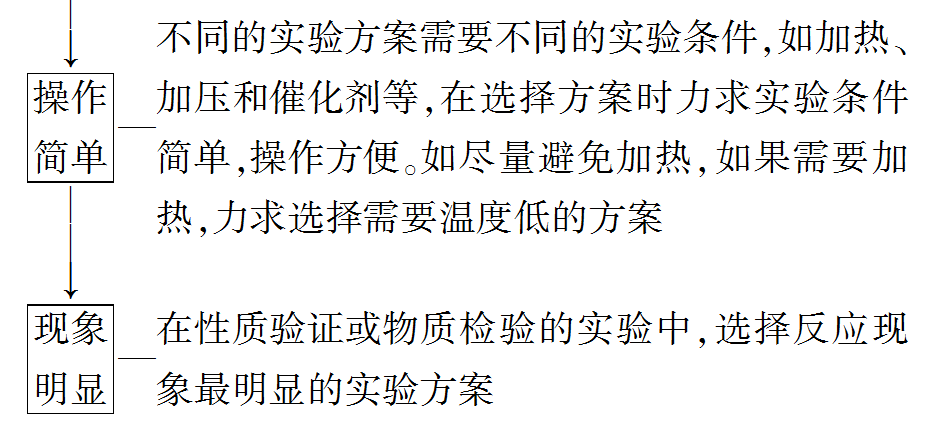 操作
简单
不同的实验方案需要不同的实验条件,如加热、
加压和催化剂等,在选择方案时力求实验条件
简单,操作方便。如尽量避免加热,如果需要加
热,力求选择需要温度低的方案
现象
明显
在性质验证或物质检验的实验中,选择反应现
象最明显的实验方案